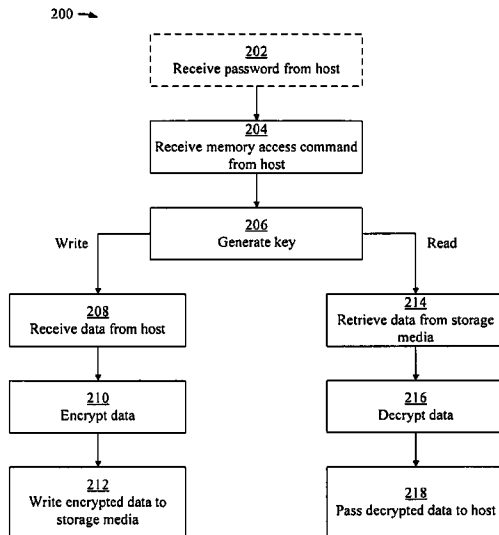 200
202
Receive password from host
204
Receive memory access command
from host
206
Generate key
Write
Read
208
Receive data from host
214
Retrieve data from storage
media
210
Encrypt data
216
Decrypt data
212
Write encrypted data to
storage media
218
Pass decrypted data to host